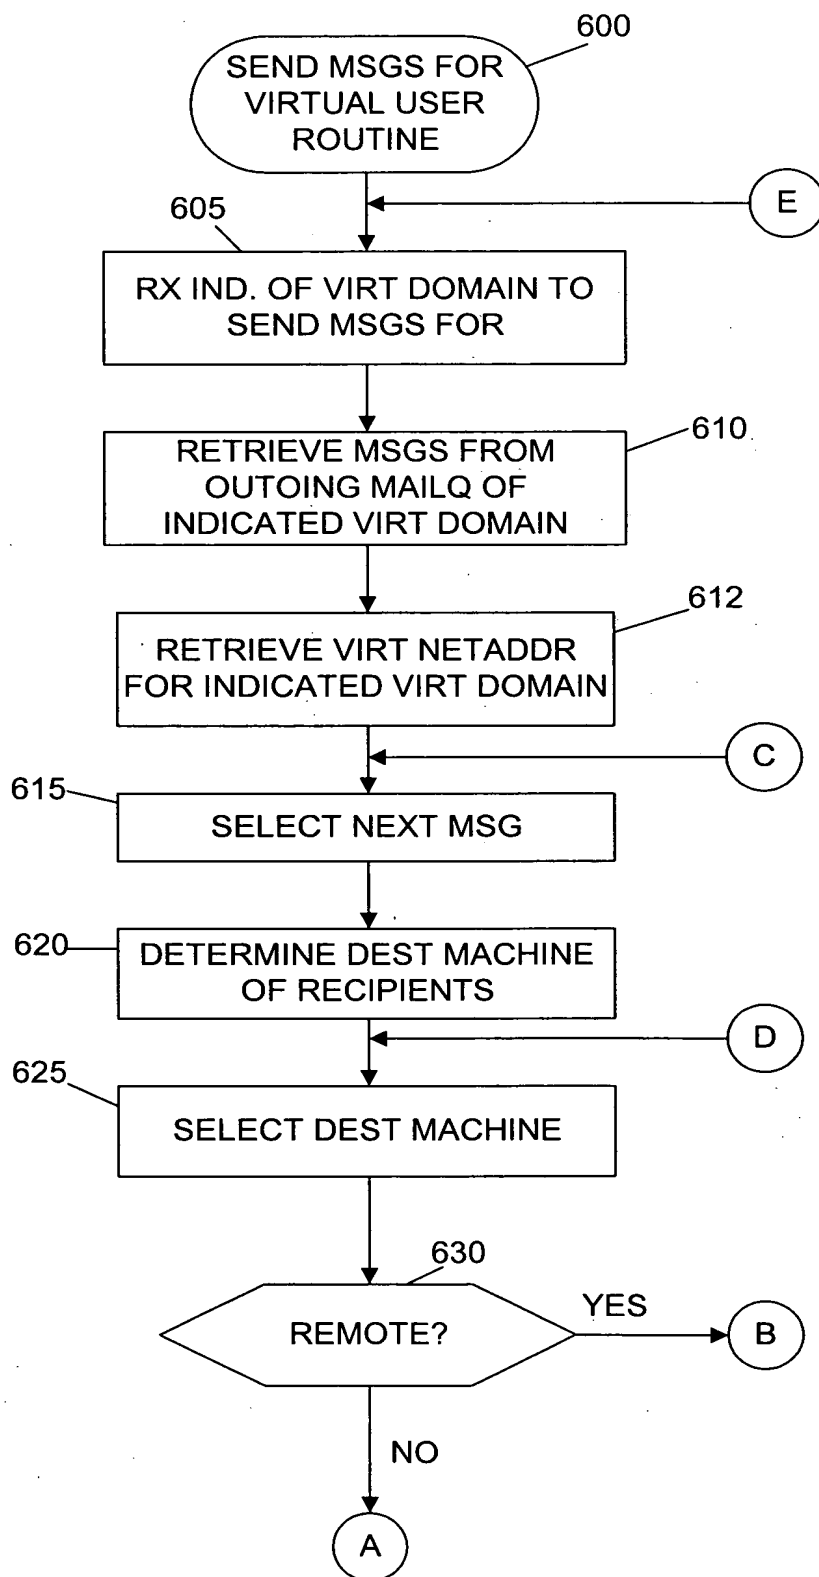 600
SEND MSGS FOR
VIRTUAL USER
ROUTINE
E
605
RX IND. OF VIRT DOMAIN TO
SEND MSGS FOR
610
RETRIEVE MSGS FROM
OUTOING MAILQ OF
INDICATED VIRT DOMAIN
612
RETRIEVE VIRT NETADDR
FOR INDICATED VIRT DOMAIN
C
615
SELECT NEXT MSG
620
DETERMINE DEST MACHINE
OF RECIPIENTS
D
625
SELECT DEST MACHINE
630
REMOTE?
YES
B
NO
A